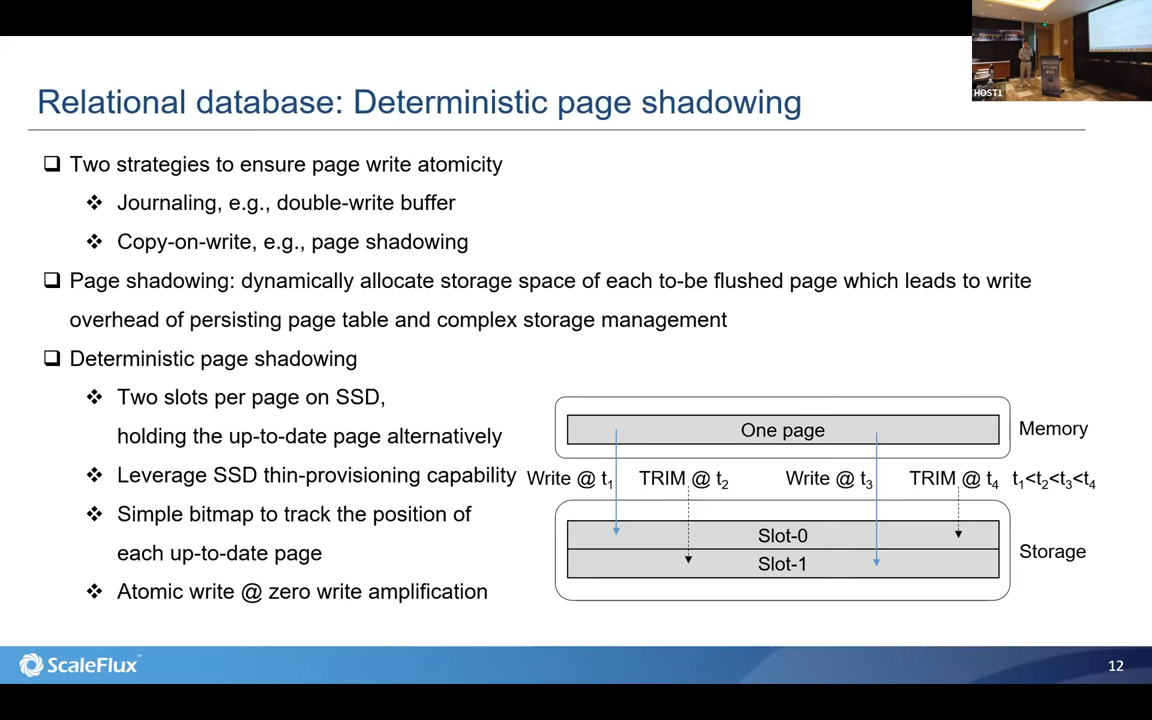 HOST1
Relational database: Deterministic page shadowing
❑ Two strategies to ensure page write atomicity
❖ Journaling, e.g., double-write buffer
❖ Copy-on-write, e.g., page shadowing
❑ Page shadowing: dynamically allocate storage space of each to-be flushed page which leads to write
overhead of persisting page table and complex storage management
❑ Deterministic page shadowing
❖ Two slots per page on SSD,
holding the up-to-date page alternatively
❖ Leverage SSD thin-provisioning capability
❖ Simple bitmap to track the position of
each up-to-date page
❖ Atomic write @ zero write amplification
One page
Memory
Write @ t₁
TRIM @ t₂
Write @ t₃
TRIM @ t₄
t₁<t₂<t₃<t₄
Slot-0
Slot-1
Storage
ScaleFlux
12